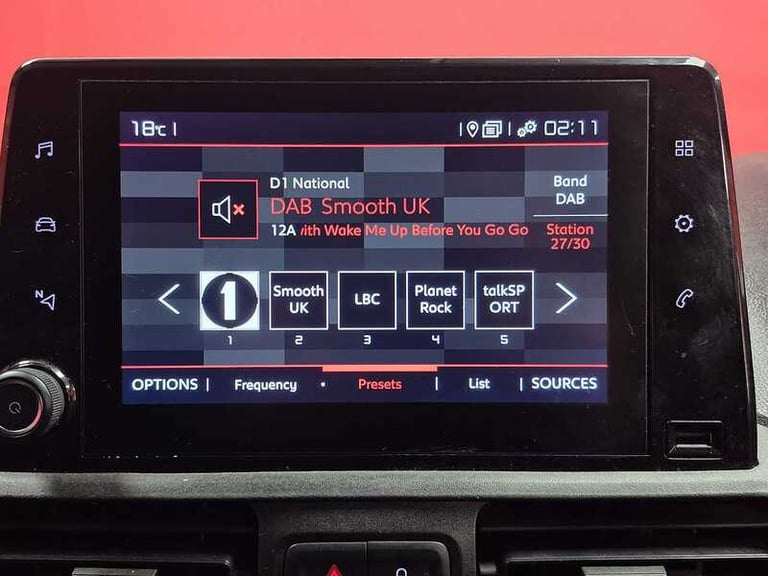 18°C
02:11
D1 National
DAB Smooth UK
12A ith Wake Me Up Before You Go Go
Band
DAB
Station
27/30
1
Smooth
UK
LBC
Planet
Rock
talkSP
ORT
1
2
3
4
5
OPTIONS
Frequency
Presets
List
SOURCES
N